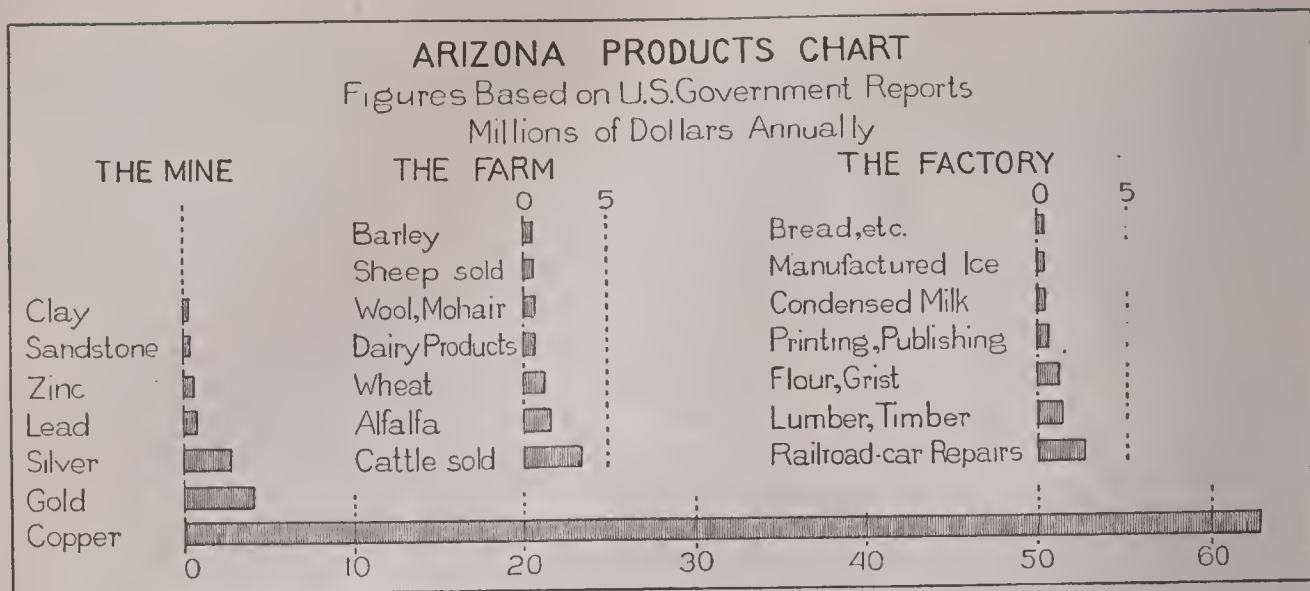 ARIZONA PRODUCTS CHART
Figures Based on U.S.Government Reports
Millions of Dollars Annually
THE MINE
Clay
Sandstone
Zinc
Lead
Silver
Gold
Copper
THE FARM
0 5
Barley
Sheep sold
Wool,Mohair
Dairy Products
Wheat
Alfalfa
Cattle sold
THE FACTORY
0 5
Bread,etc.
Manufactured Ice
Condensed Milk
Printing,Publishing
Flour,Grist
Lumber,Timber
Railroad-car Repairs
0 10 20 30 40 50 60